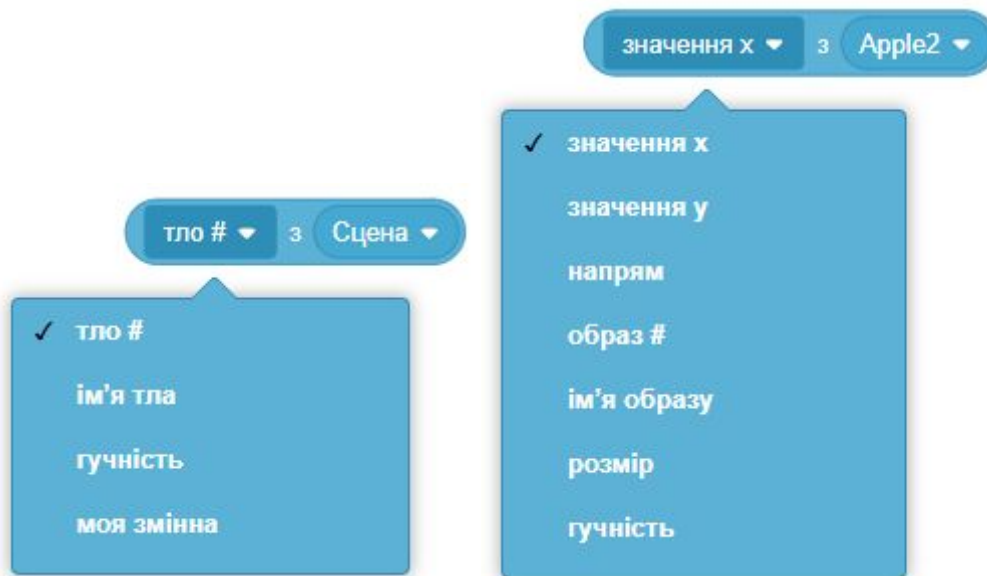 значення x з Apple2
значення x
значення y
напрям
образ #
ім'я образу
розмір
гучність
тло # з Сцена
тло #
ім'я тла
гучність
моя змінна